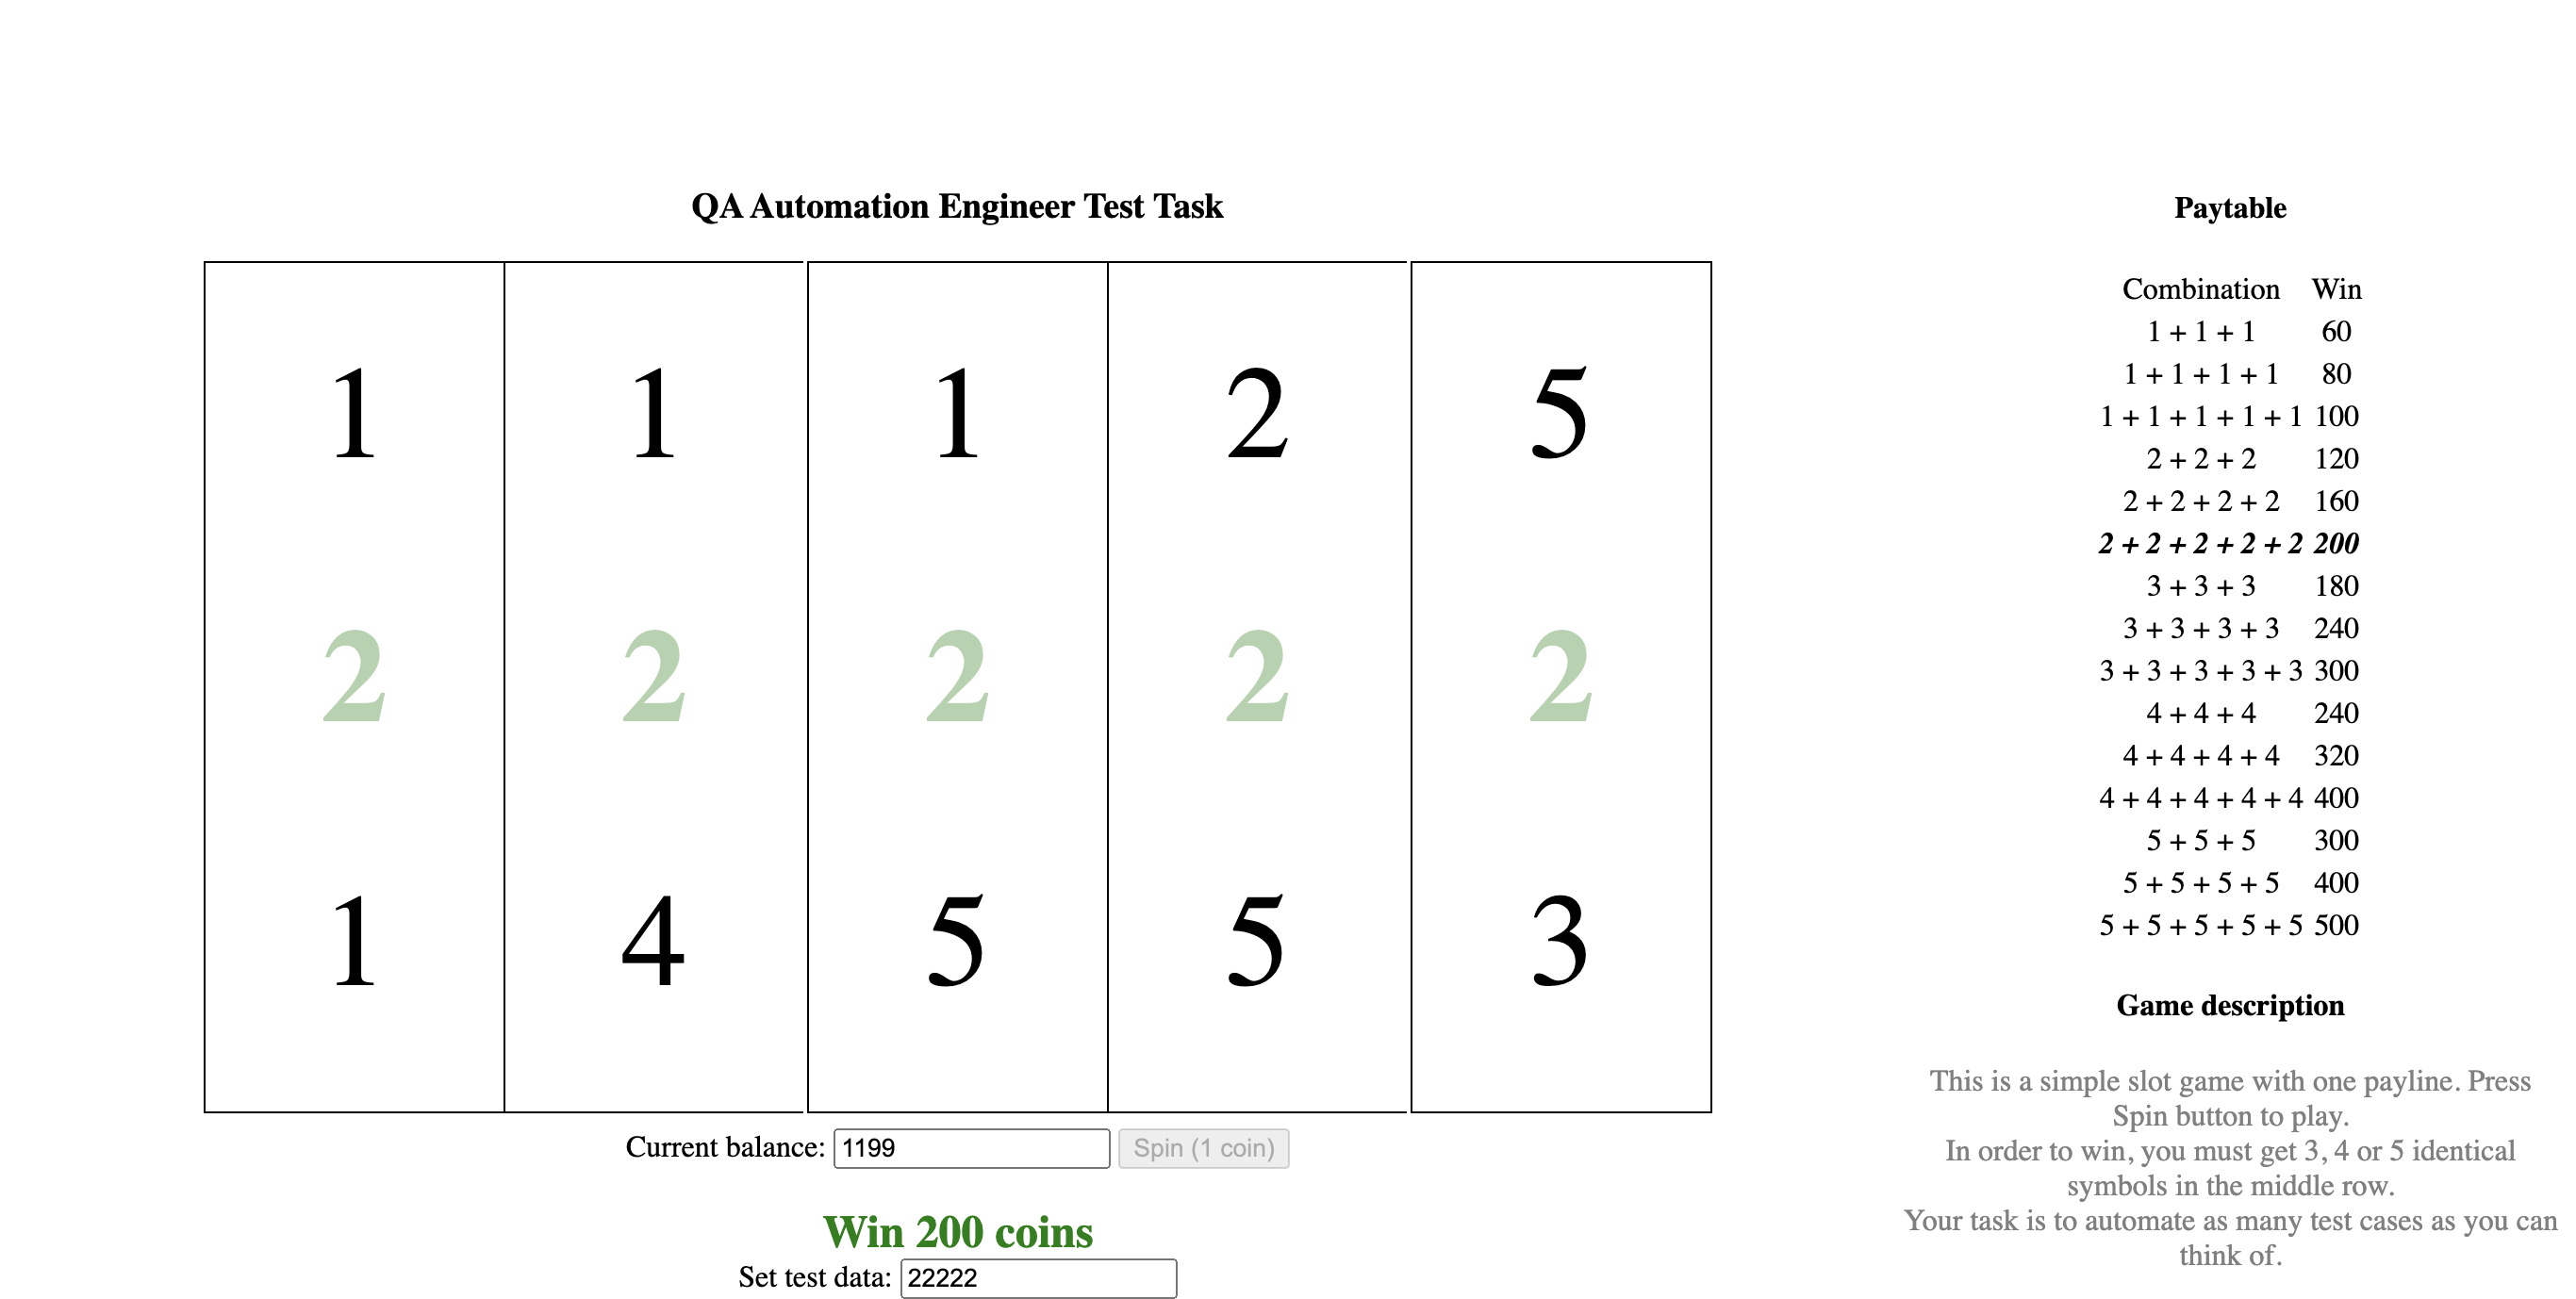 QA Automation Engineer Test Task
1 1 1 2 5
2 2 2 2 2
1 4 5 5 3
Current balance: 1199 Spin (1 coin)
Win 200 coins
Set test data: 22222
Paytable
Combination Win
1 + 1 + 1 60
1 + 1 + 1 + 1 80
1 + 1 + 1 + 1 + 1 100
2 + 2 + 2 120
2 + 2 + 2 + 2 160
2 + 2 + 2 + 2 + 2 200
3 + 3 + 3 180
3 + 3 + 3 + 3 240
3 + 3 + 3 + 3 + 3 300
4 + 4 + 4 240
4 + 4 + 4 + 4 320
4 + 4 + 4 + 4 + 4 400
5 + 5 + 5 300
5 + 5 + 5 + 5 400
5 + 5 + 5 + 5 + 5 500
Game description
This is a simple slot game with one payline. Press
Spin button to play.
In order to win, you must get 3, 4 or 5 identical
symbols in the middle row.
Your task is to automate as many test cases as you can
think of.